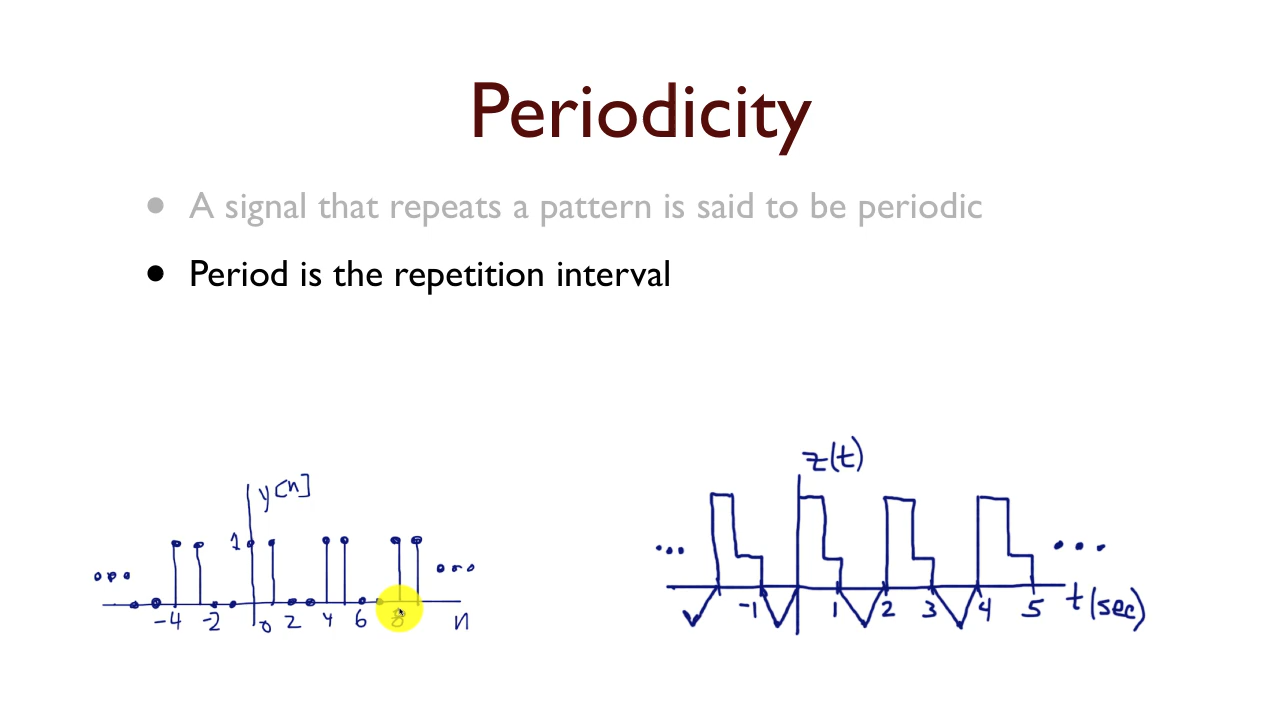 Periodicity
• A signal that repeats a pattern is said to be periodic
• Period is the repetition interval
y[n]
1
-4 -2 0 2 4 6 8 n
z(t)
-1 1 2 3 4 5 t(sec)